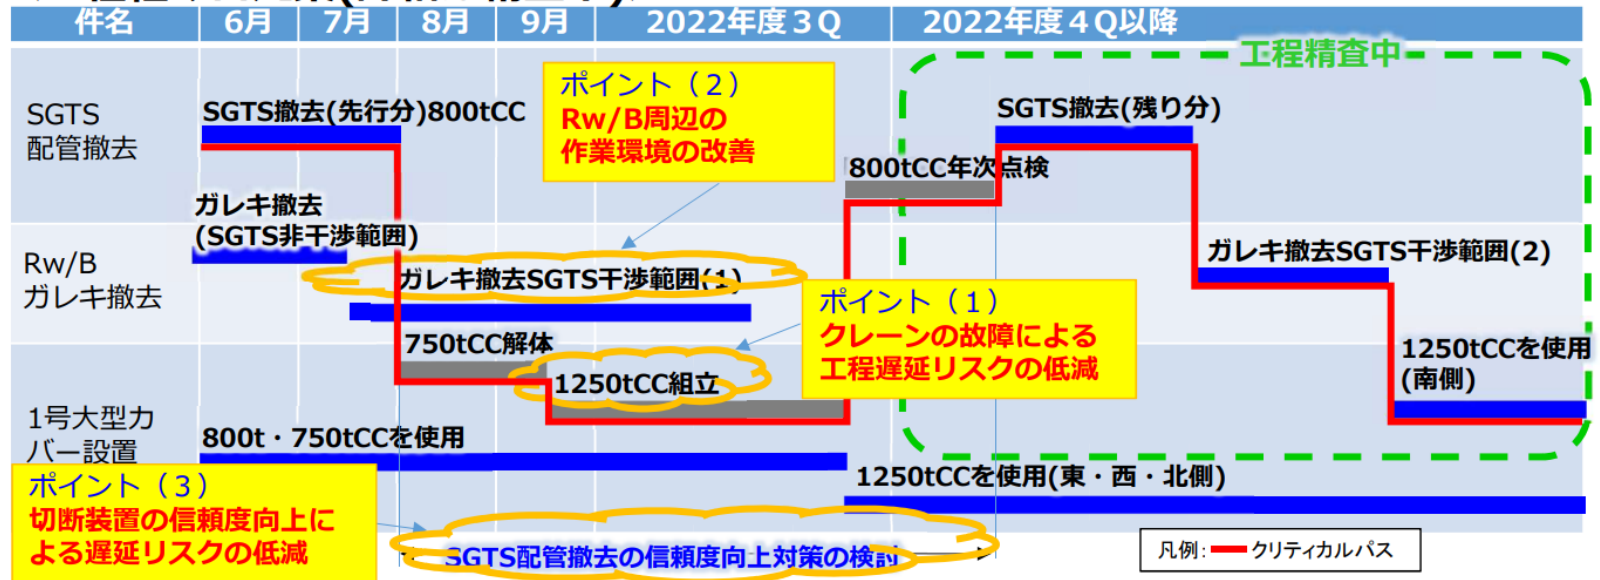 件名 6月 7月 8月 9月 2022年度3Q 2022年度4Q以降
工程精査中
SGTS
配管撤去
SGTS撤去(先行分)800tCC
ポイント（2）
Rw/B周辺の
作業環境の改善
SGTS撤去(残り分)
800tCC年次点検
ガレキ撤去
(SGTS非干渉範囲)
Rw/B
ガレキ撤去
ガレキ撤去SGTS干渉範囲(1)
ガレキ撤去SGTS干渉範囲(2)
ポイント（1）
クレーンの故障による
工程遅延リスクの低減
750tCC解体
1250tCC組立
1250tCCを使用
(南側)
1号大型カ
バー設置
800t・750tCCを使用
1250tCCを使用(東・西・北側)
ポイント（3）
切断装置の信頼度向上に
よる遅延リスクの低減
SGTS配管撤去の信頼度向上対策の検討
凡例: クリティカルパス